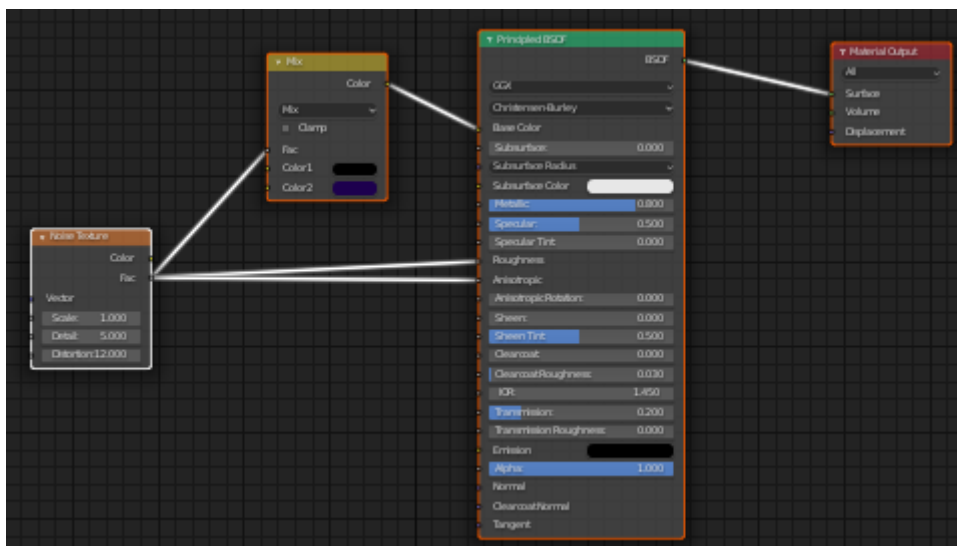 Noise Texture
Color
Fac
Vector
Scale: 1.000
Detail: 5.000
Distortion: 12.000
Mix
Color
Mix
Clamp
Fac
Color1
Color2
Principled BSDF
BSDF
GGX
Christensen-Burley
Base Color
Subsurface: 0.000
Subsurface Radius
Subsurface Color
Metallic: 0.800
Specular: 0.500
Specular Tint: 0.000
Roughness
Anisotropic
Anisotropic Rotation: 0.000
Sheen: 0.000
Sheen Tint: 0.500
Clearcoat: 0.000
Clearcoat Roughness: 0.030
IOR: 1.450
Transmission: 0.200
Transmission Roughness: 0.000
Emission
Alpha: 1.000
Normal
Clearcoat Normal
Tangent
Material Output
All
Surface
Volume
Displacement